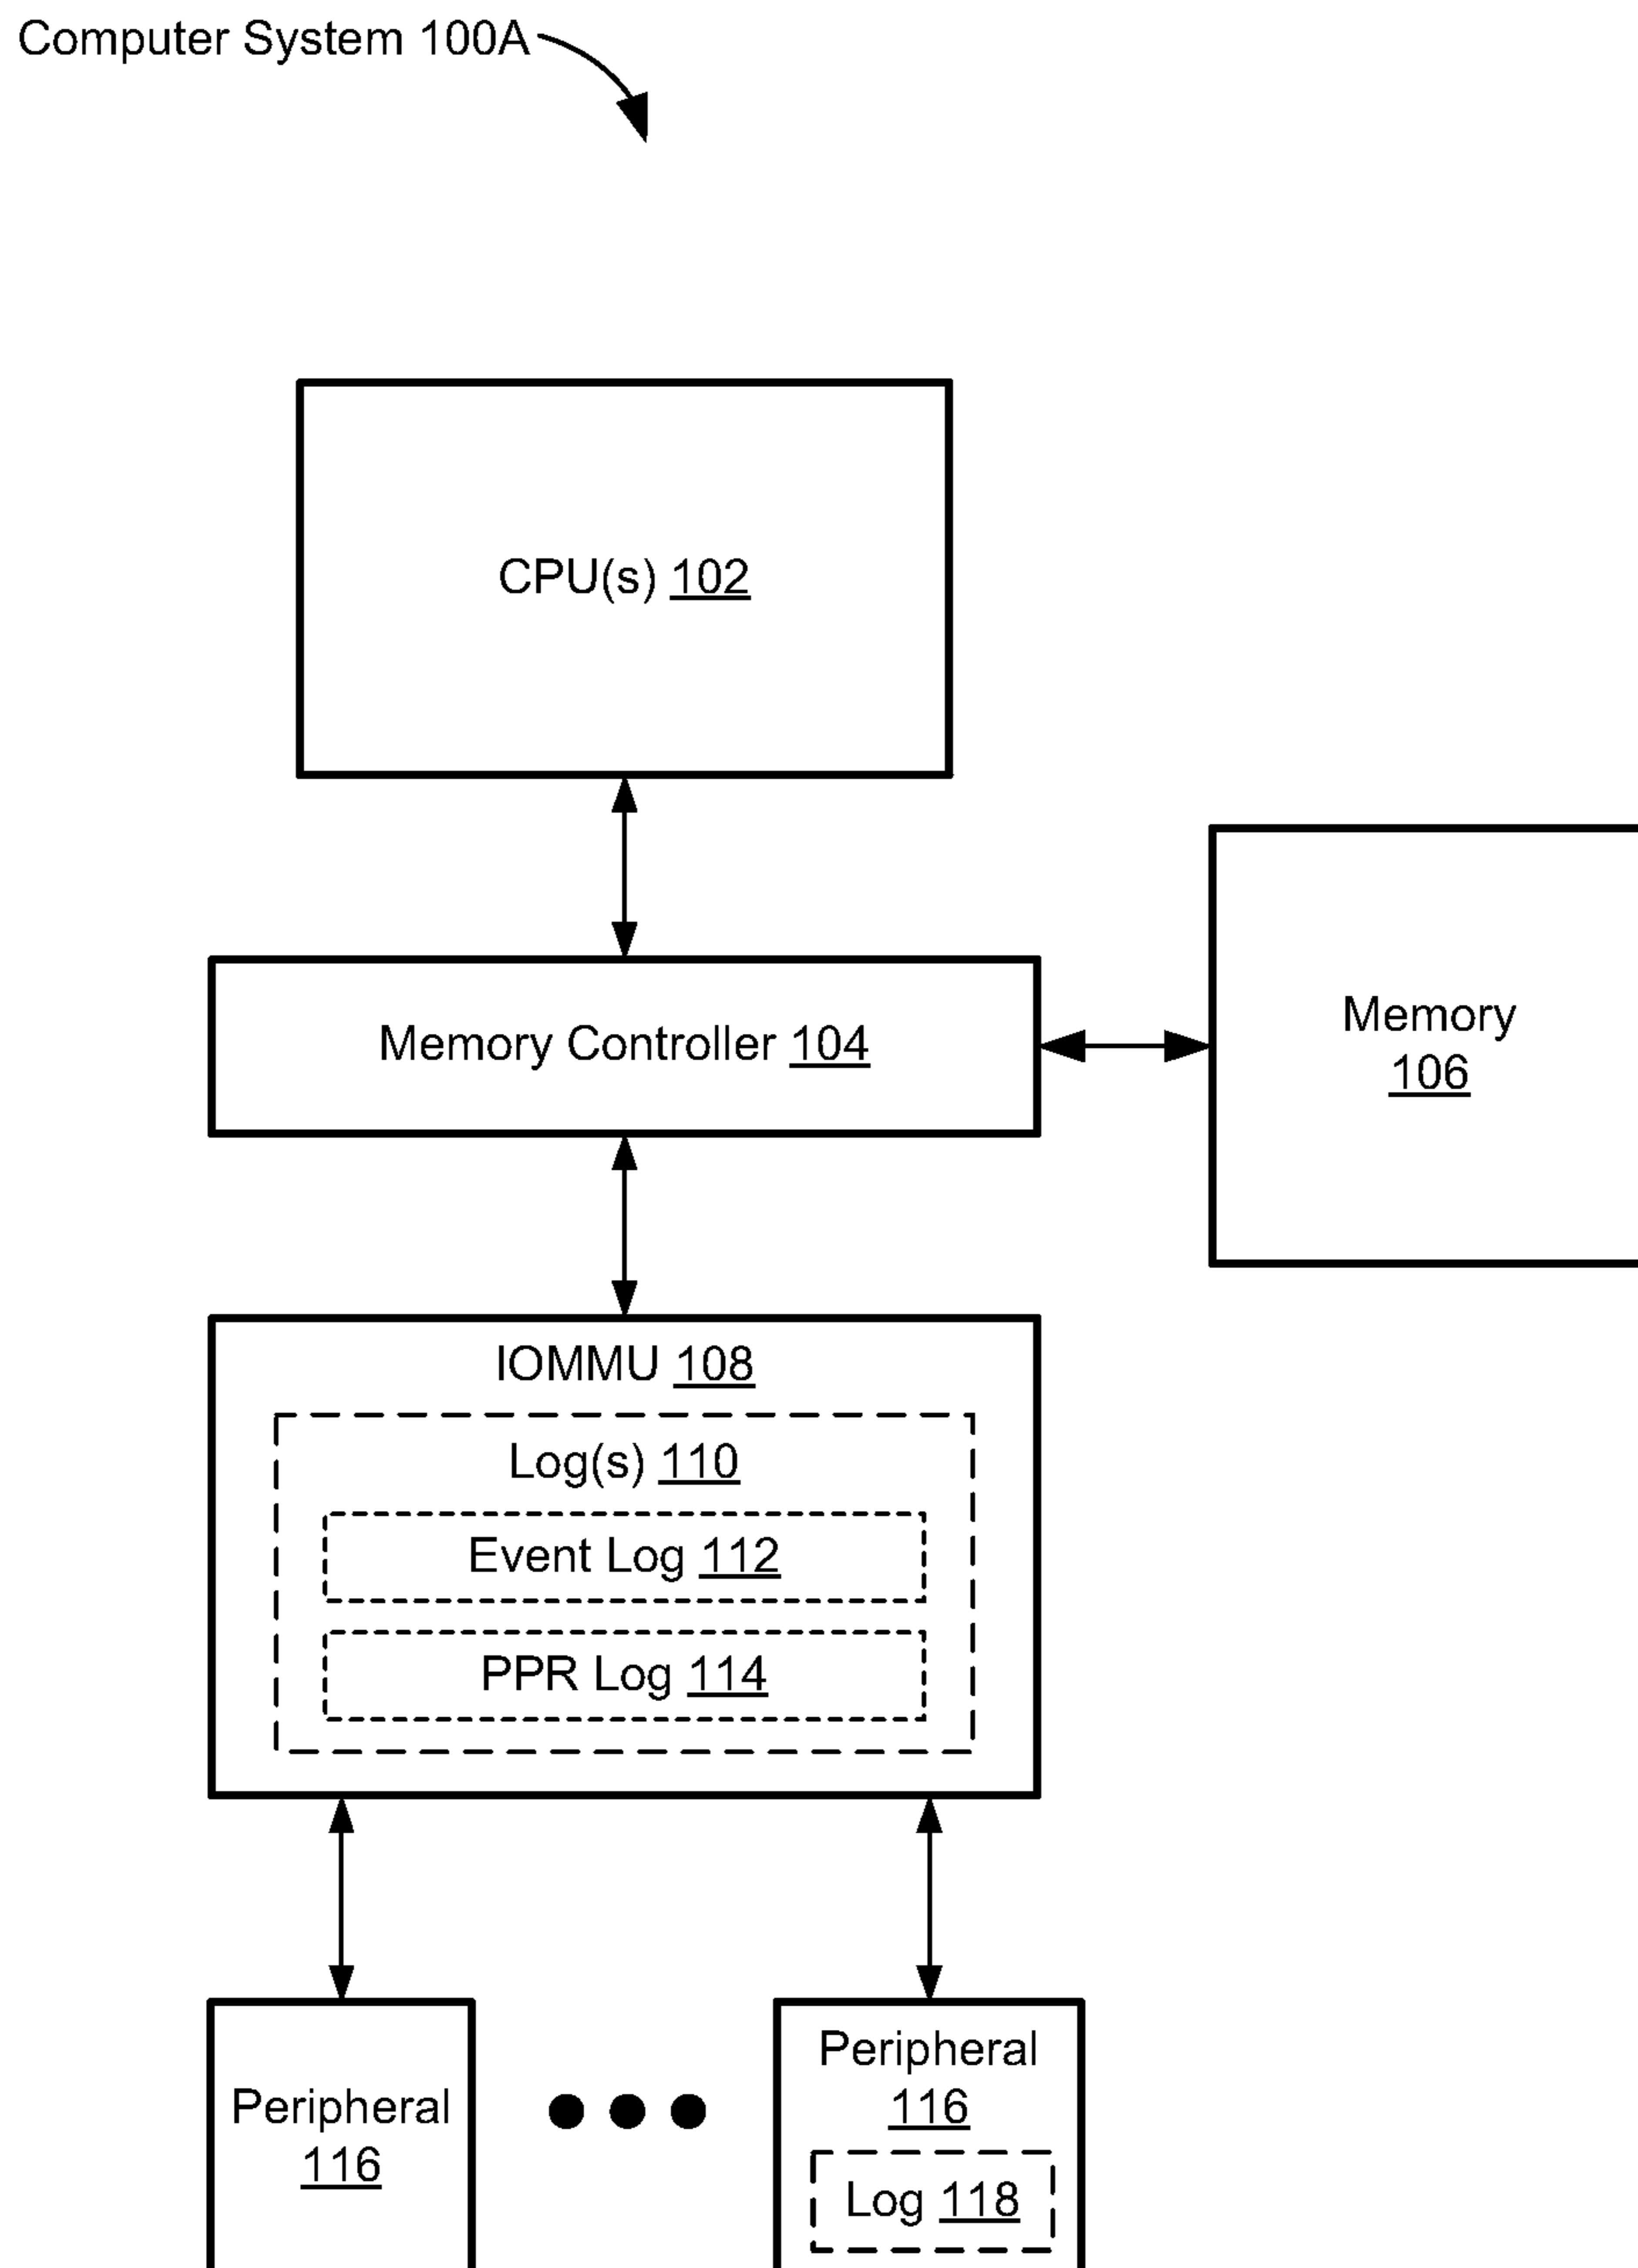 Computer System 100A
CPU(s) 102
Memory Controller 104
Memory
106
IOMMU 108
Log(s) 110
Event Log 112
PPR Log 114
Peripheral
116
Peripheral
116
Log 118